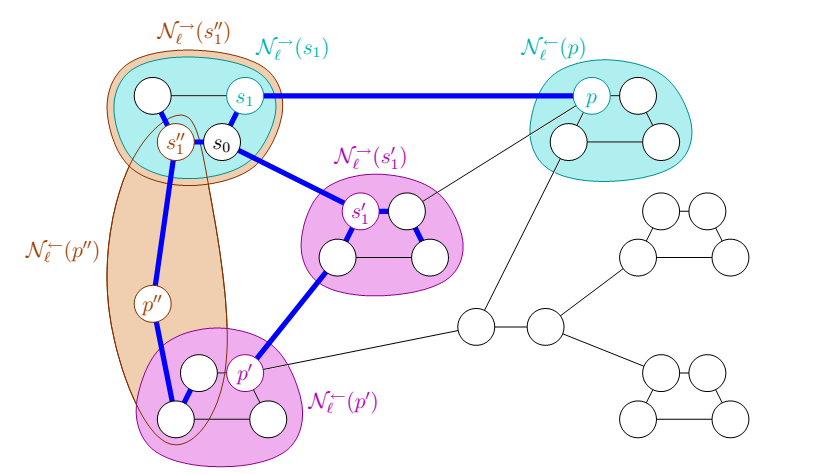 𝒩ℓ→(s₁″)
𝒩ℓ→(s₁)
𝒩ℓ←(p)
s₁
p
s₁″
s₀
𝒩ℓ→(s₁′)
s₁′
𝒩ℓ←(p″)
p″
p′
𝒩ℓ←(p′)